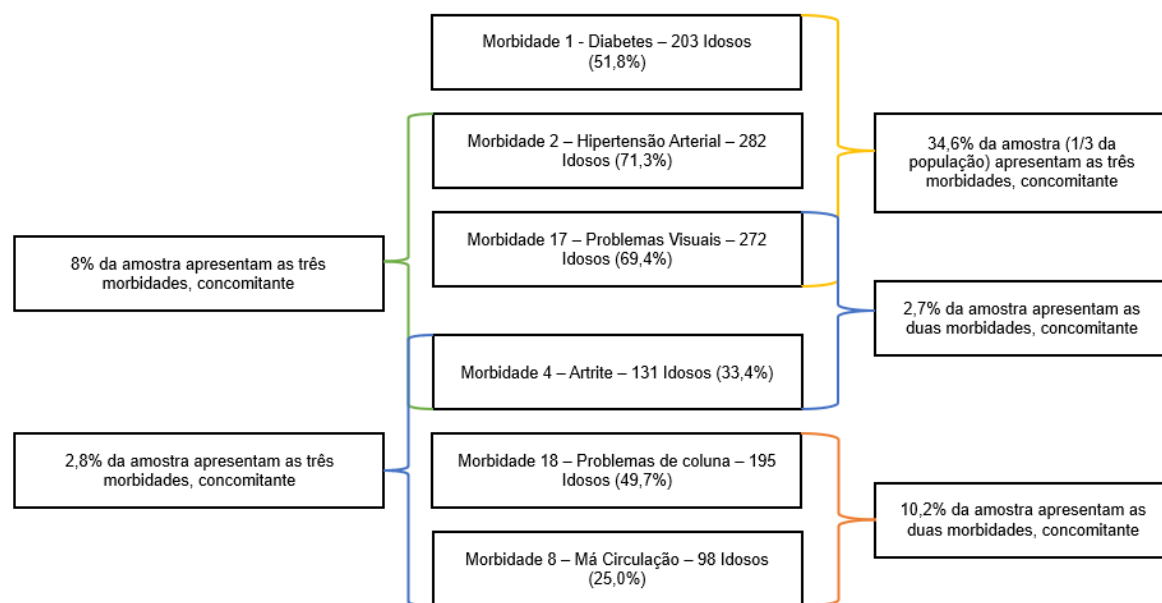 Morbidade 1 - Diabetes – 203 Idosos
(51,8%)
Morbidade 2 – Hipertensão Arterial – 282
Idosos (71,3%)
34,6% da amostra (1/3 da
população) apresentam as três
morbidades, concomitante
Morbidade 17 – Problemas Visuais – 272
Idosos (69,4%)
8% da amostra apresentam as três
morbidades, concomitante
2,7% da amostra apresentam as
duas morbidades, concomitante
Morbidade 4 – Artrite – 131 Idosos (33,4%)
2,8% da amostra apresentam as três
morbidades, concomitante
Morbidade 18 – Problemas de coluna – 195
Idosos (49,7%)
10,2% da amostra apresentam as
duas morbidades, concomitante
Morbidade 8 – Má Circulação – 98 Idosos
(25,0%)